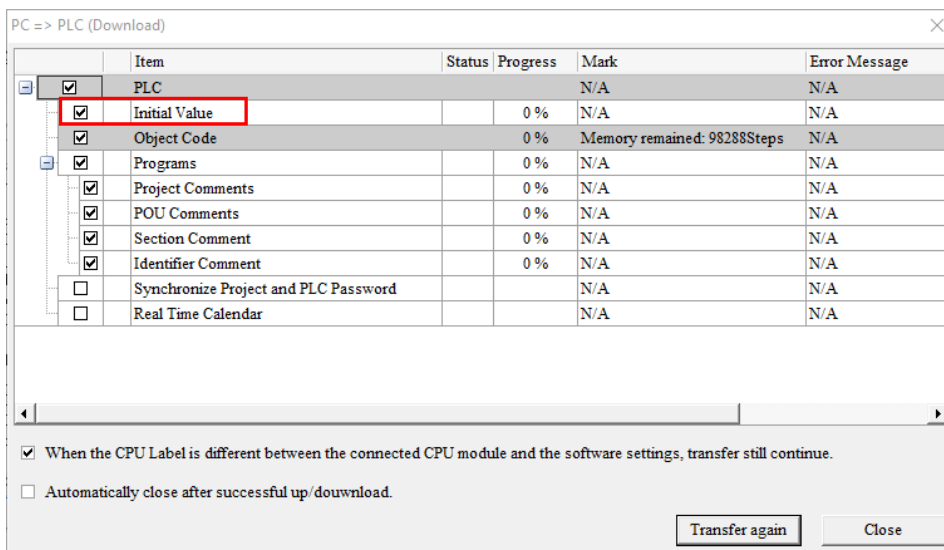 PC => PLC (Download)
Item Status Progress Mark Error Message
PLC N/A N/A
Initial Value 0 % N/A N/A
Object Code 0 % Memory remained: 98288Steps N/A
Programs 0 % N/A N/A
Project Comments 0 % N/A N/A
POU Comments 0 % N/A N/A
Section Comment 0 % N/A N/A
Identifier Comment 0 % N/A N/A
Synchronize Project and PLC Password N/A N/A
Real Time Calendar N/A N/A
When the CPU Label is different between the connected CPU module and the software settings, transfer still continue.
Automatically close after successful up/douwnload.
Transfer again Close